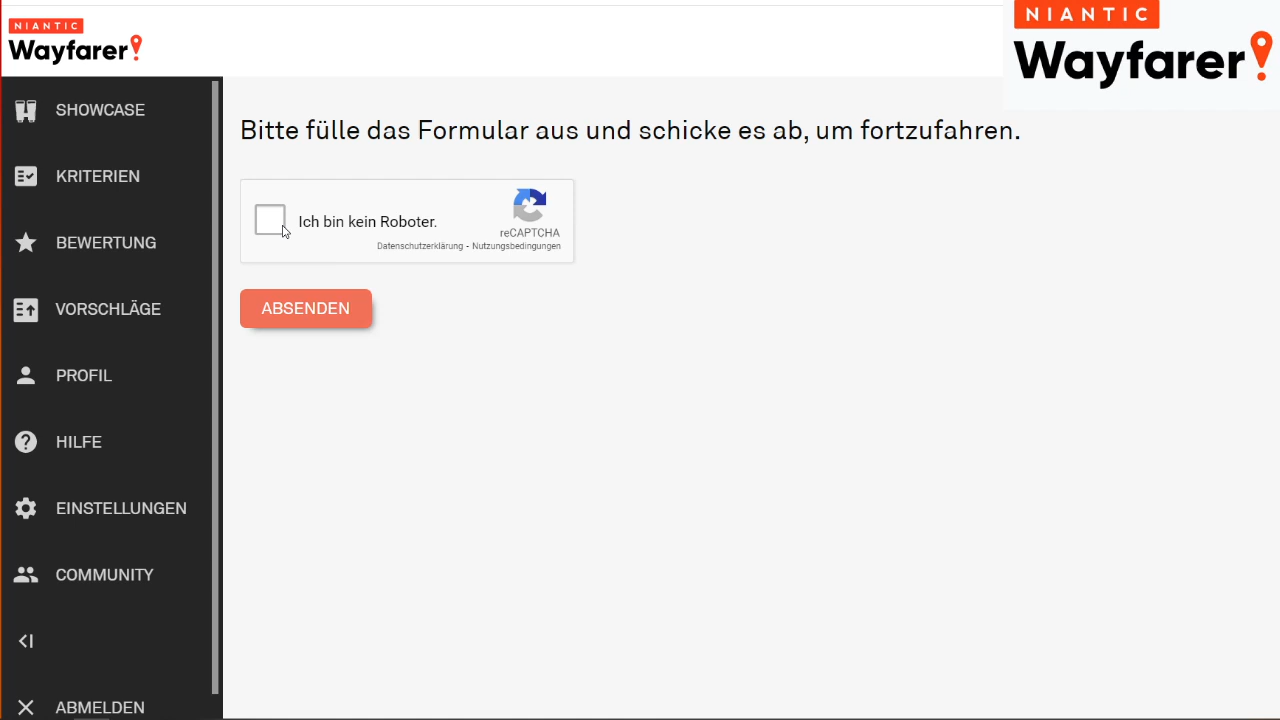 NIANTIC
Wayfarer
NIANTIC
Wayfarer
SHOWCASE
KRITERIEN
BEWERTUNG
VORSCHLÄGE
PROFIL
HILFE
EINSTELLUNGEN
COMMUNITY
ABMELDEN
Bitte fülle das Formular aus und schicke es ab, um fortzufahren.
Ich bin kein Roboter.
reCAPTCHA
Datenschutzerklärung - Nutzungsbedingungen
ABSENDEN